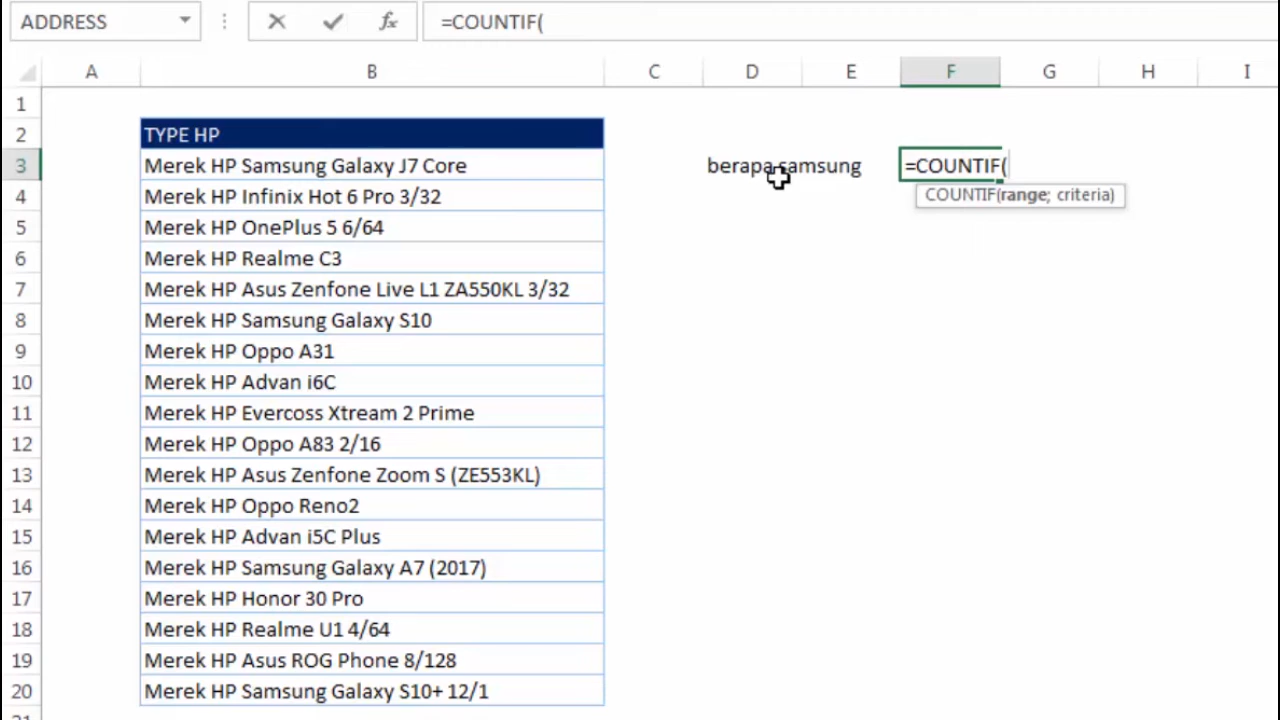 ADDRESS
fx
=COUNTIF(
A B C D E F G H I
1
2 TYPE HP
3 Merek HP Samsung Galaxy J7 Core berapa samsung =COUNTIF(
COUNTIF(range; criteria)
4 Merek HP Infinix Hot 6 Pro 3/32
5 Merek HP OnePlus 5 6/64
6 Merek HP Realme C3
7 Merek HP Asus Zenfone Live L1 ZA550KL 3/32
8 Merek HP Samsung Galaxy S10
9 Merek HP Oppo A31
10 Merek HP Advan i6C
11 Merek HP Evercoss Xtream 2 Prime
12 Merek HP Oppo A83 2/16
13 Merek HP Asus Zenfone Zoom S (ZE553KL)
14 Merek HP Oppo Reno2
15 Merek HP Advan i5C Plus
16 Merek HP Samsung Galaxy A7 (2017)
17 Merek HP Honor 30 Pro
18 Merek HP Realme U1 4/64
19 Merek HP Asus ROG Phone 8/128
20 Merek HP Samsung Galaxy S10+ 12/1